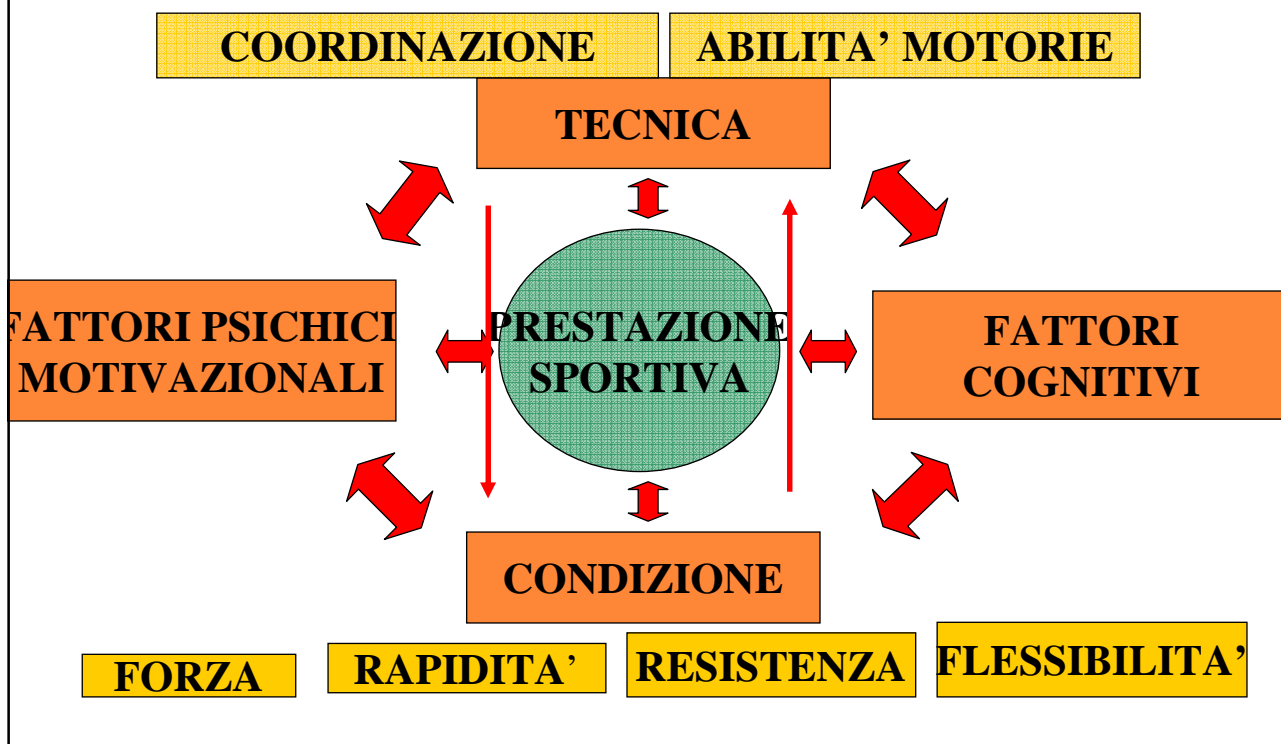 COORDINAZIONE
ABILITA’ MOTORIE
TECNICA
FATTORI PSICHICI
MOTIVAZIONALI
PRESTAZIONE
SPORTIVA
FATTORI
COGNITIVI
CONDIZIONE
FORZA
RAPIDITA’
RESISTENZA
FLESSIBILITA’